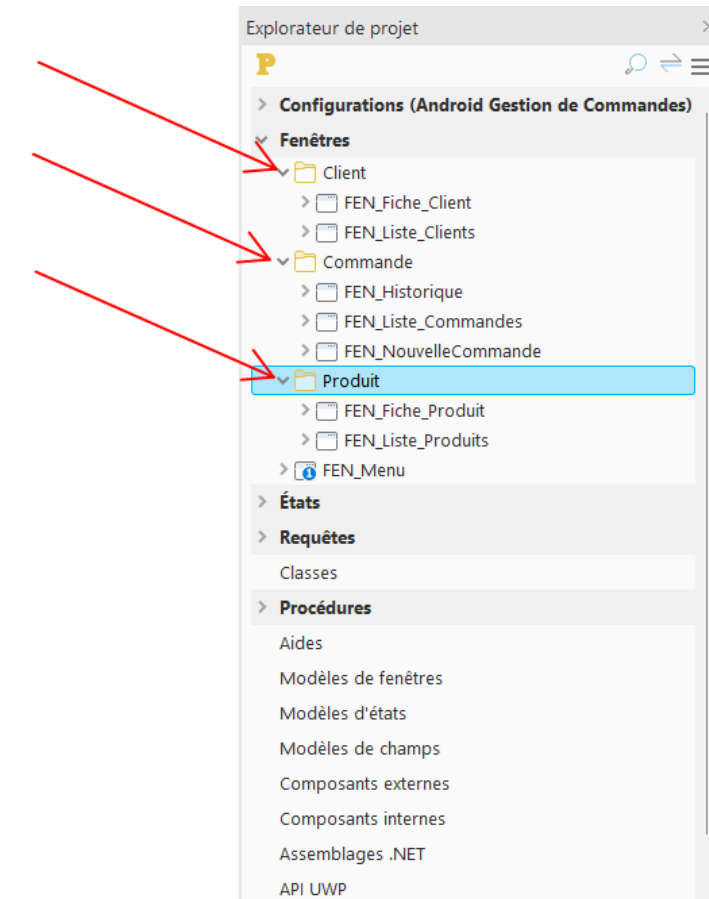 Explorateur de projet
Configurations (Android Gestion de Commandes)
Fenêtres
Client
FEN_Fiche_Client
FEN_Liste_Clients
Commande
FEN_Historique
FEN_Liste_Commandes
FEN_NouvelleCommande
Produit
FEN_Fiche_Produit
FEN_Liste_Produits
FEN_Menu
États
Requêtes
Classes
Procédures
Aides
Modèles de fenêtres
Modèles d'états
Modèles de champs
Composants externes
Composants internes
Assemblages .NET
API UWP